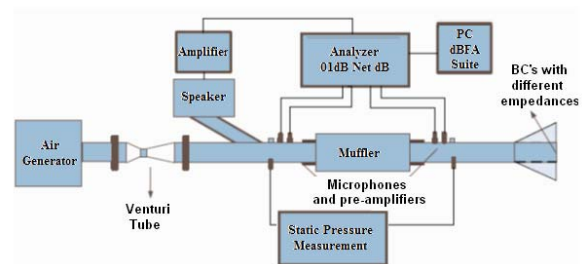 Amplifier
Analyzer
01dB Net dB
PC
dBFA
Suite
BC's with
different
empedances
Speaker
Air
Generator
Muffler
Venturi
Tube
Microphones
and pre-amplifiers
Static Pressure
Measurement